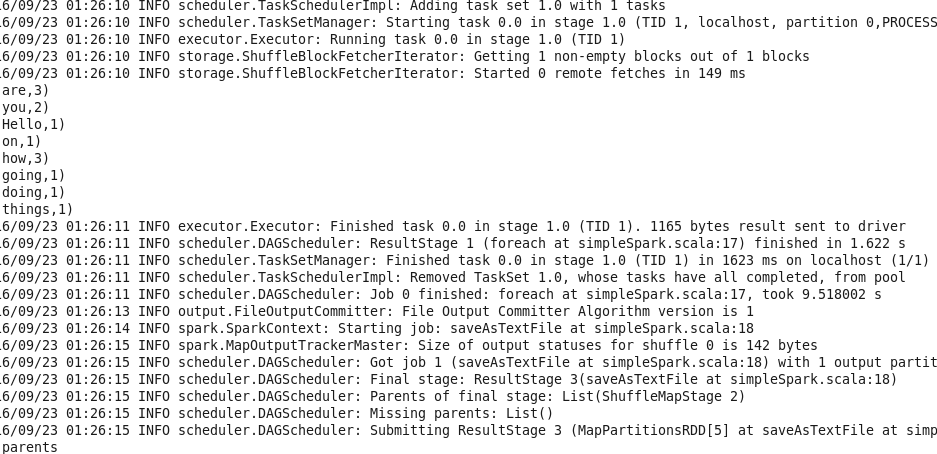 6/09/23 01:26:10 INFO scheduler.TaskSchedulerImpl: Adding task set 1.0 with 1 tasks
6/09/23 01:26:10 INFO scheduler.TaskSetManager: Starting task 0.0 in stage 1.0 (TID 1, localhost, partition 0,PROCESS
6/09/23 01:26:10 INFO executor.Executor: Running task 0.0 in stage 1.0 (TID 1)
6/09/23 01:26:10 INFO storage.ShuffleBlockFetcherIterator: Getting 1 non-empty blocks out of 1 blocks
6/09/23 01:26:10 INFO storage.ShuffleBlockFetcherIterator: Started 0 remote fetches in 149 ms
are,3)
you,2)
Hello,1)
on,1)
how,3)
going,1)
doing,1)
things,1)
6/09/23 01:26:11 INFO executor.Executor: Finished task 0.0 in stage 1.0 (TID 1). 1165 bytes result sent to driver
6/09/23 01:26:11 INFO scheduler.DAGScheduler: ResultStage 1 (foreach at simpleSpark.scala:17) finished in 1.622 s
6/09/23 01:26:11 INFO scheduler.TaskSetManager: Finished task 0.0 in stage 1.0 (TID 1) in 1623 ms on localhost (1/1)
6/09/23 01:26:11 INFO scheduler.TaskSchedulerImpl: Removed TaskSet 1.0, whose tasks have all completed, from pool
6/09/23 01:26:11 INFO scheduler.DAGScheduler: Job 0 finished: foreach at simpleSpark.scala:17, took 9.518002 s
6/09/23 01:26:13 INFO output.FileOutputCommitter: File Output Committer Algorithm version is 1
6/09/23 01:26:14 INFO spark.SparkContext: Starting job: saveAsTextFile at simpleSpark.scala:18
6/09/23 01:26:15 INFO spark.MapOutputTrackerMaster: Size of output statuses for shuffle 0 is 142 bytes
6/09/23 01:26:15 INFO scheduler.DAGScheduler: Got job 1 (saveAsTextFile at simpleSpark.scala:18) with 1 output partit
6/09/23 01:26:15 INFO scheduler.DAGScheduler: Final stage: ResultStage 3(saveAsTextFile at simpleSpark.scala:18)
6/09/23 01:26:15 INFO scheduler.DAGScheduler: Parents of final stage: List(ShuffleMapStage 2)
6/09/23 01:26:15 INFO scheduler.DAGScheduler: Missing parents: List()
6/09/23 01:26:15 INFO scheduler.DAGScheduler: Submitting ResultStage 3 (MapPartitionsRDD[5] at saveAsTextFile at simp
parents